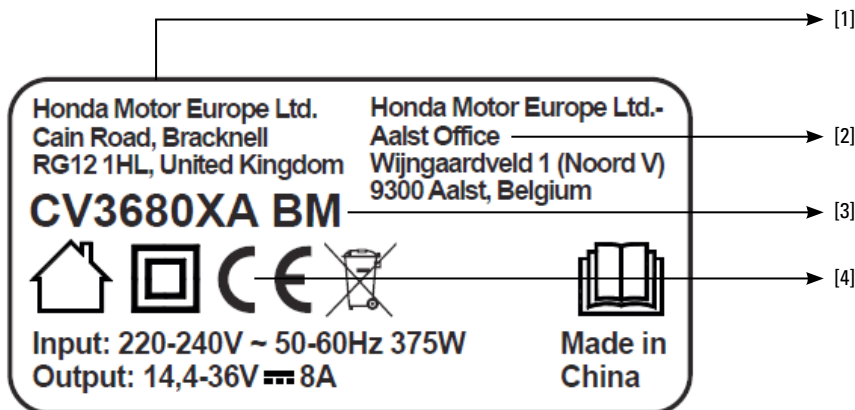 [1]
Honda Motor Europe Ltd.
Cain Road, Bracknell
RG12 1HL, United Kingdom
Honda Motor Europe Ltd.-
Aalst Office
[2]
Wijngaardveld 1 (Noord V)
9300 Aalst, Belgium
CV3680XA BM
[3]
CE
[4]
Input: 220-240V ~ 50-60Hz 375W
Output: 14,4-36V ⎓ 8A
Made in
China